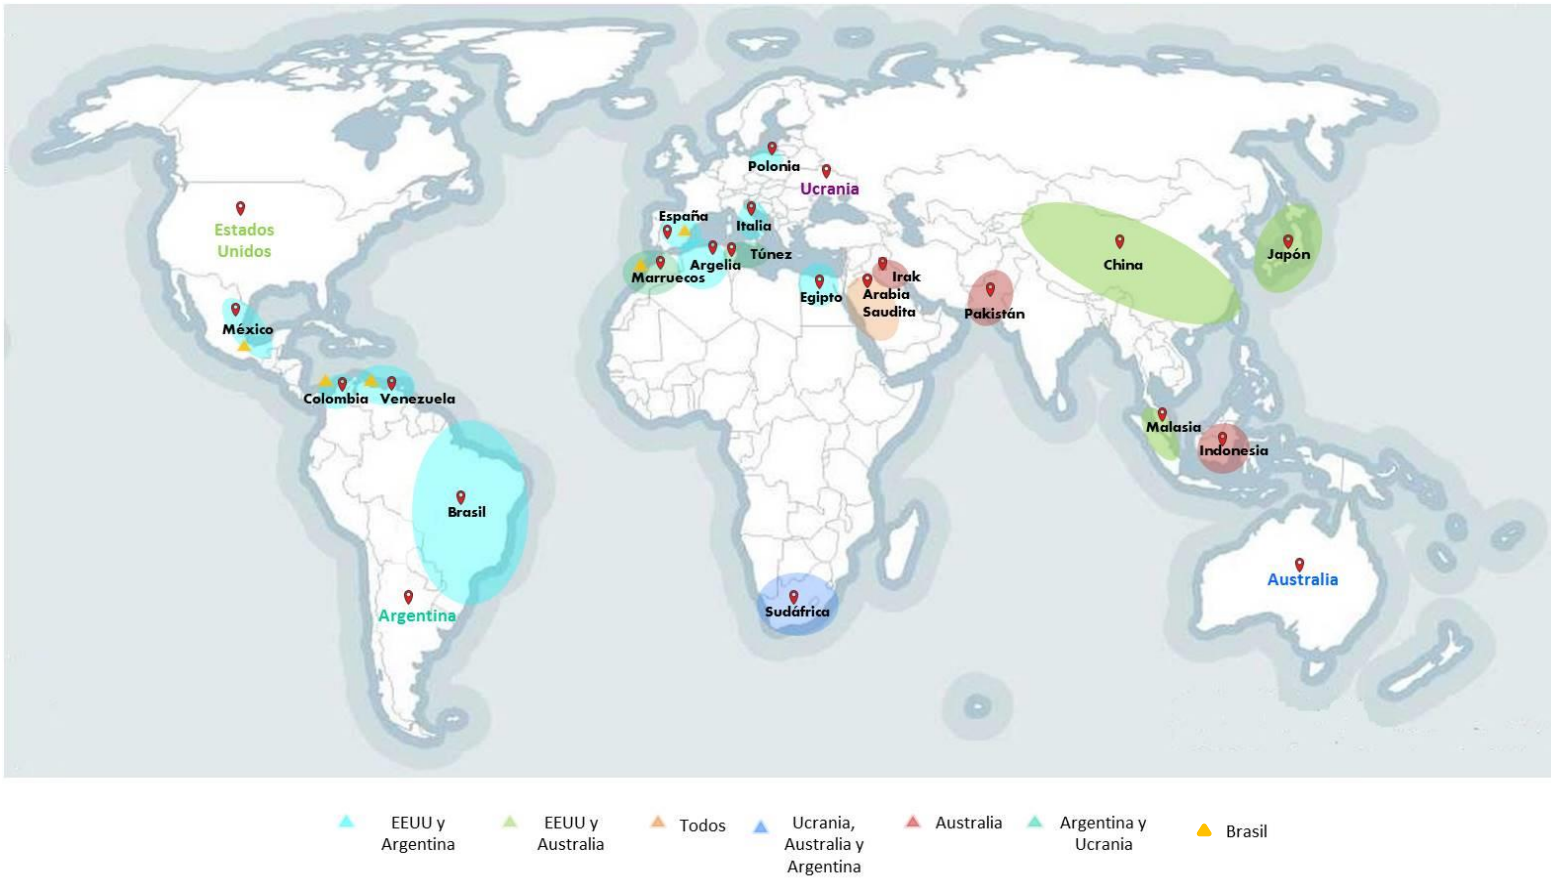 Polonia
Ucrania
España
Italia
Estados
Unidos
Túnez
Argelia
Marruecos
Irak
Egipto
Arabia
Saudita
Pakistán
China
Japón
México
Colombia
Venezuela
Malasia
Indonesia
Brasil
Australia
Sudáfrica
Argentina
EEUU y
Argentina
EEUU y
Australia
Todos
Ucrania,
Australia y
Argentina
Australia
Argentina y
Ucrania
Brasil